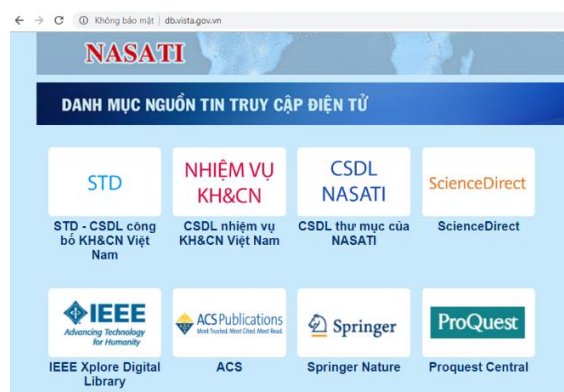 Không bảo mật | db.vista.gov.vn
NASATI
DANH MỤC NGUỒN TIN TRUY CẬP ĐIỆN TỬ
STD
NHIỆM VỤ
KH&CN
CSDL
NASATI
ScienceDirect
STD - CSDL công
bố KH&CN Việt
Nam
CSDL nhiệm vụ
KH&CN Việt Nam
CSDL thư mục của
NASATI
ScienceDirect
IEEE
Advancing Technology
for Humanity
ACS Publications
Most Trusted. Most Cited. Most Read.
Springer
ProQuest
IEEE Xplore Digital
Library
ACS
Springer Nature
Proquest Central